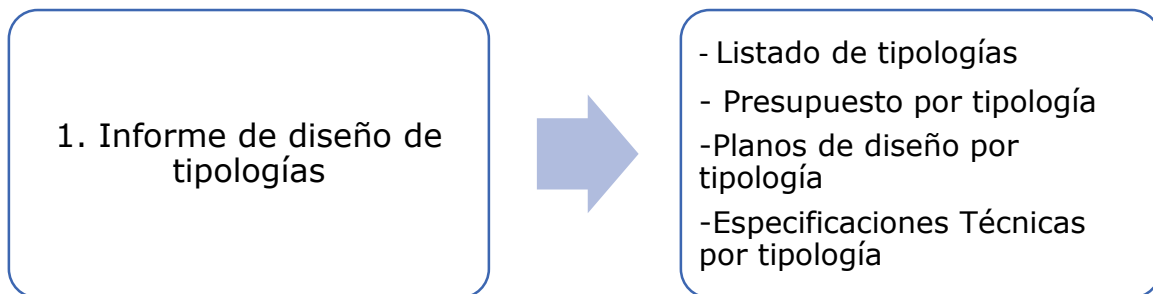 1. Informe de diseño de
tipologías
- Listado de tipologías
- Presupuesto por tipología
-Planos de diseño por
tipología
-Especificaciones Técnicas
por tipología